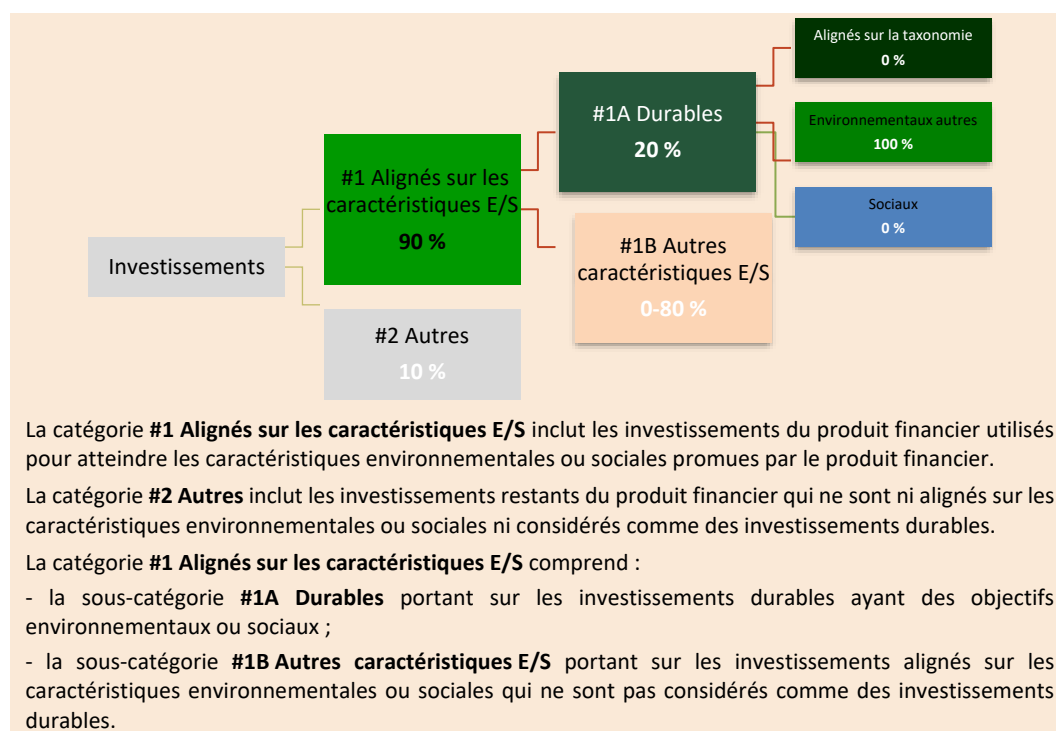 Alignés sur la taxonomie
0 %
#1A Durables
20 %
Environnementaux autres
100 %
#1 Alignés sur les
caractéristiques E/S
90 %
Sociaux
0 %
Investissements
#1B Autres
caractéristiques E/S
0-80 %
#2 Autres
10 %
La catégorie #1 Alignés sur les caractéristiques E/S inclut les investissements du produit financier utilisés
pour atteindre les caractéristiques environnementales ou sociales promues par le produit financier.
La catégorie #2 Autres inclut les investissements restants du produit financier qui ne sont ni alignés sur les
caractéristiques environnementales ou sociales ni considérés comme des investissements durables.
La catégorie #1 Alignés sur les caractéristiques E/S comprend :
- la sous-catégorie #1A Durables portant sur les investissements durables ayant des objectifs
environnementaux ou sociaux ;
- la sous-catégorie #1B Autres caractéristiques E/S portant sur les investissements alignés sur les
caractéristiques environnementales ou sociales qui ne sont pas considérés comme des investissements
durables.